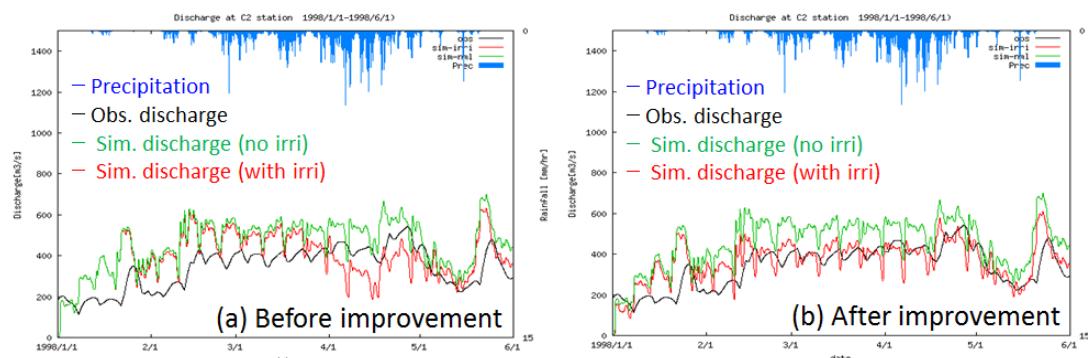 Discharge at C2 station 1998/1/1-1998/6/1)
1400
1200
1000
800
600
400
200
0
Discharge[m3/s]
0
15
Rainfall [mm/hr]
obs
sim-irri
sim-nml
Prec
Precipitation
Obs. discharge
Sim. discharge (no irri)
Sim. discharge (with irri)
(a) Before improvement
1998/1/1
2/1
3/1
4/1
5/1
6/1
Discharge at C2 station 1998/1/1-1998/6/1)
1400
1200
1000
800
600
400
200
0
Discharge[m3/s]
0
15
obs
sim-irri
sim-nml
Prec
Precipitation
Obs. discharge
Sim. discharge (no irri)
Sim. discharge (with irri)
(b) After improvement
1998/1/1
2/1
3/1
4/1
5/1
6/1